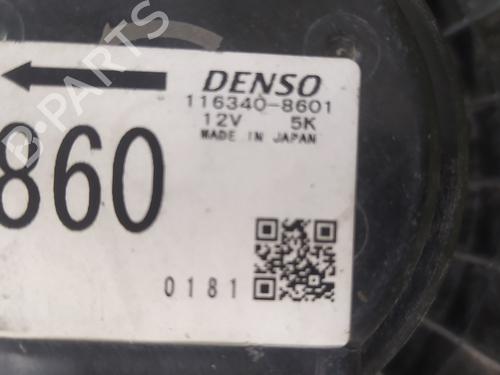 DENSO
116340-8601
12V 5K
MADE IN JAPAN
860
0181
B-PARTS